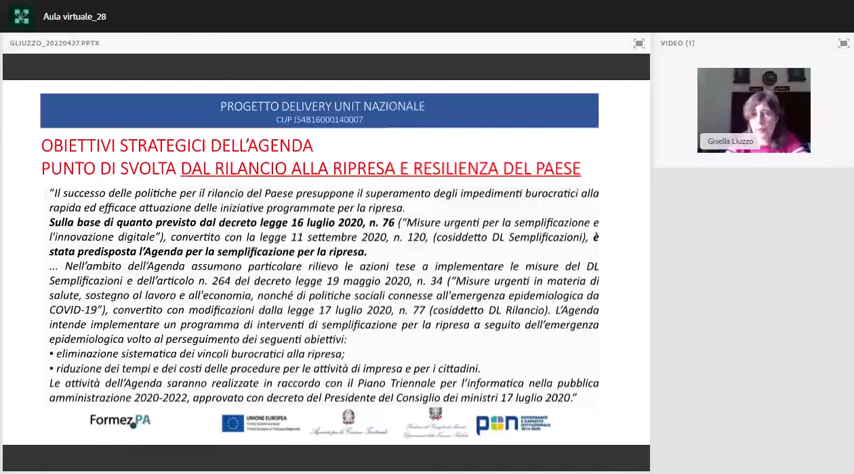 Aula virtuale_28
GLIUZZO_20220427.PPTX
VIDEO (1)
PROGETTO DELIVERY UNIT NAZIONALE
CUP J54B16000140007
OBIETTIVI STRATEGICI DELL'AGENDA
PUNTO DI SVOLTA DAL RILANCIO ALLA RIPRESA E RESILIENZA DEL PAESE
Gisella Liuzzo
"Il successo delle politiche per il rilancio del Paese presuppone il superamento degli impedimenti burocratici alla
rapida ed efficace attuazione delle iniziative programmate per la ripresa.
Sulla base di quanto previsto dal decreto legge 16 luglio 2020, n. 76 ("Misure urgenti per la semplificazione e
l'innovazione digitale"), convertito con la legge 11 settembre 2020, n. 120, (cosiddetto DL Semplificazioni), è
stata predisposta l'Agenda per la semplificazione per la ripresa.
... Nell'ambito dell'Agenda assumono particolare rilievo le azioni tese a implementare le misure del DL
Semplificazioni e dell'articolo n. 264 del decreto legge 19 maggio 2020, n. 34 ("Misure urgenti in materia di
salute, sostegno al lavoro e all'economia, nonché di politiche sociali connesse all'emergenza epidemiologica da
COVID-19"), convertito con modificazioni dalla legge 17 luglio 2020, n. 77 (cosiddetto DL Rilancio). L'Agenda
intende implementare un programma di interventi di semplificazione per la ripresa a seguito dell'emergenza
epidemiologica volto al perseguimento dei seguenti obiettivi:
▪ eliminazione sistematica dei vincoli burocratici alla ripresa;
▪ riduzione dei tempi e dei costi delle procedure per le attività di impresa e per i cittadini.
Le attività dell'Agenda saranno realizzate in raccordo con il Piano Triennale per l'informatica nella pubblica
amministrazione 2020-2022, approvato con decreto del Presidente del Consiglio dei ministri 17 luglio 2020."
Formez PA
UNIONE EUROPEA
pon